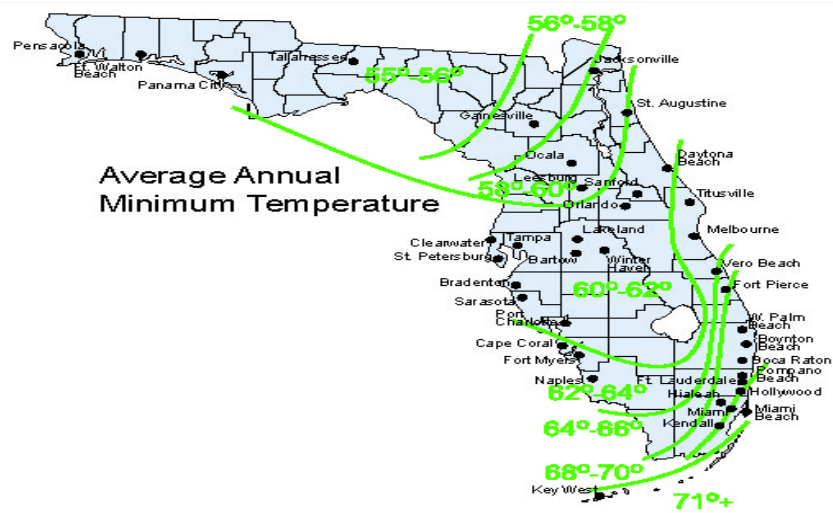 56º-58º
Pensacola
Ft. Walton
Beach
Tallahassee
Jacksonville
55º-56º
Panama City
St. Augustine
Gainesville
Ocala
Daytona
Beach
Average Annual
Minimum Temperature
Leesburg
58º-60º
Sanford
Titusville
Orlando
Melbourne
Clearwater
Tampa
Lakeland
St. Petersburg
Bartow
Winter
Haven
Vero Beach
Bradenton
60º-62º
Fort Pierce
Sarasota
Port
Charlotte
W. Palm
Beach
Cape Coral
Boynton
Beach
Fort Myers
Boca Raton
Naples
Ft. Lauderdale
Pompano
Beach
62º-64º
Hialeah
Hollywood
Miami
Miami
Beach
64º-66º
Kendall
68º-70º
Key West
71º+